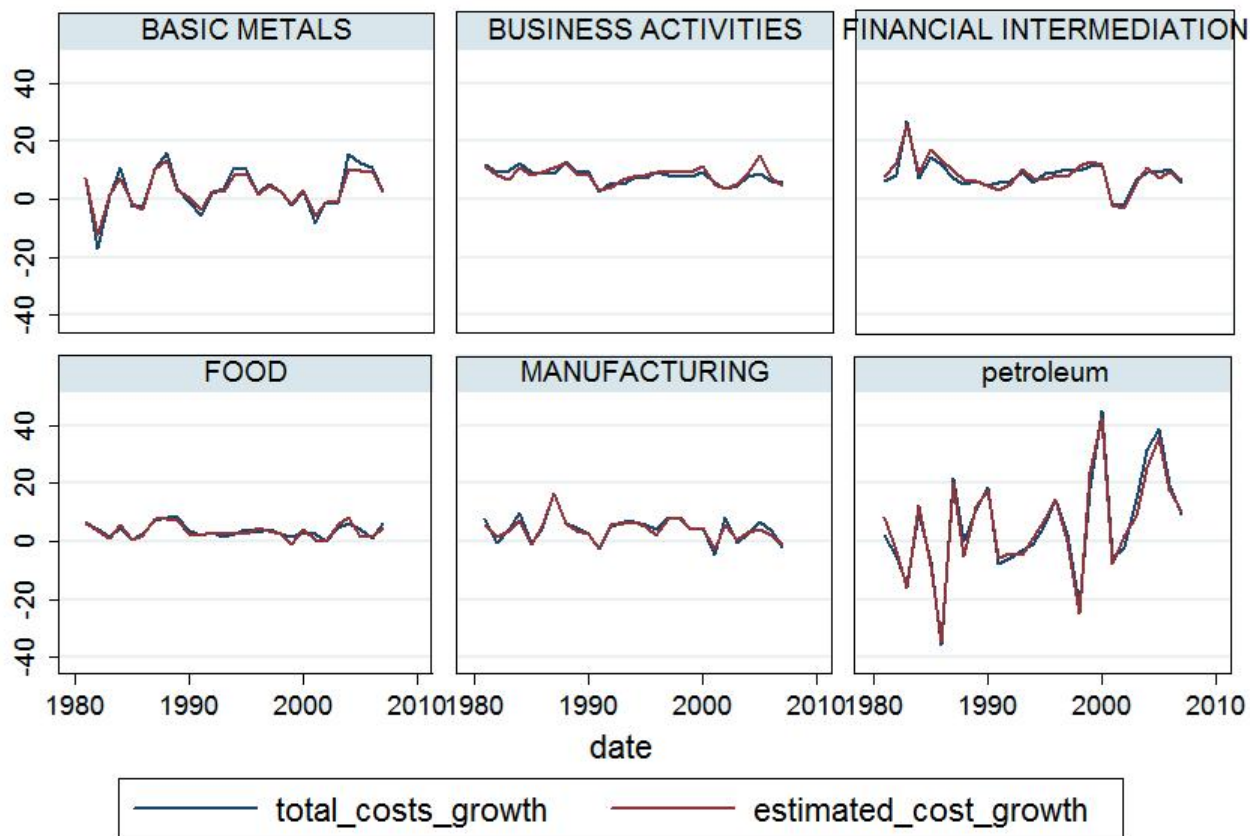 BASIC METALS
BUSINESS ACTIVITIES
FINANCIAL INTERMEDIATION
40
20
0
-20
-40
FOOD
MANUFACTURING
petroleum
40
20
0
-20
-40
1980 1990 2000 2010
1980 1990 2000 2010
1980 1990 2000 2010
date
total_costs_growth
estimated_cost_growth